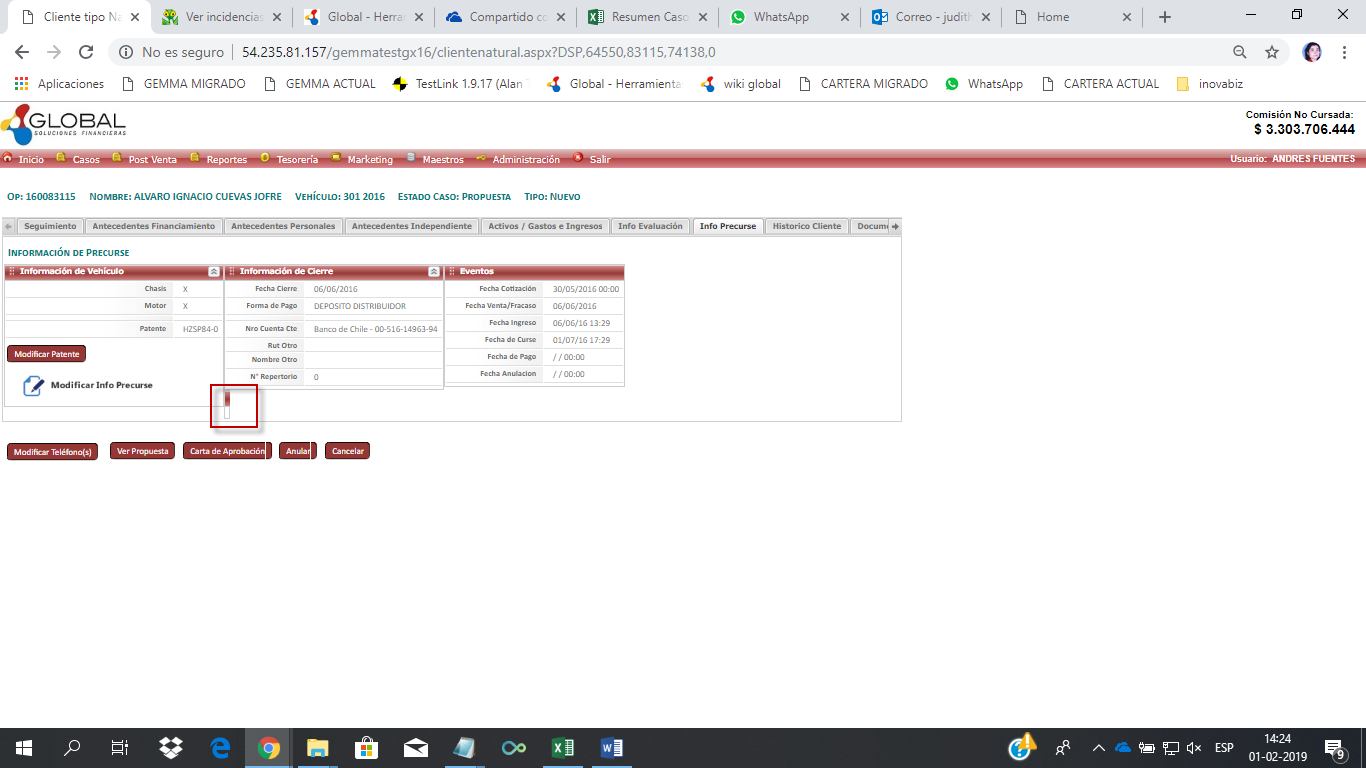 Cliente tipo Na
Ver incidencias
Global - Herra
Compartido co
Resumen Caso
WhatsApp
Correo - judith
Home
No es seguro
54.235.81.157/gemmatestgx16/clientenatural.aspx?DSP,64550,83115,74138,0
Aplicaciones
GEMMA MIGRADO
GEMMA ACTUAL
TestLink 1.9.17 (Alan
Global - Herramienta
wiki global
CARTERA MIGRADO
WhatsApp
CARTERA ACTUAL
inovabiz
GLOBAL
SOLUCIONES FINANCIERAS
Comisión No Cursada:
$ 3.303.706.444
Inicio Casos Post Venta Reportes Tesorería Marketing Maestros Administración Salir
Usuario: ANDRES FUENTES
OP: 160083115 NOMBRE: ALVARO IGNACIO CUEVAS JOFRE VEHÍCULO: 301 2016 ESTADO CASO: PROPUESTA TIPO: NUEVO
Seguimiento Antecedentes Financiamiento Antecedentes Personales Antecedentes Independiente Activos / Gastos e Ingresos Info Evaluación Info Precurse Historico Cliente Docume
INFORMACIÓN DE PRECURSE
Información de Vehículo
Chasis X
Motor X
Patente HZSP84-0
Modificar Patente
Modificar Info Precurse
Información de Cierre
Fecha Cierre 06/06/2016
Forma de Pago DEPOSITO DISTRIBUIDOR
Nro Cuenta Cte Banco de Chile - 00-516-14963-94
Rut Otro
Nombre Otro
N° Repertorio 0
Eventos
Fecha Cotización 30/05/2016 00:00
Fecha Venta/Fracaso 06/06/2016
Fecha Ingreso 06/06/16 13:29
Fecha de Curse 01/07/16 17:29
Fecha de Pago / / 00:00
Fecha Anulacion / / 00:00
Modificar Teléfono(s) Ver Propuesta Carta de Aprobación Anular Cancelar
ESP
14:24
01-02-2019
9